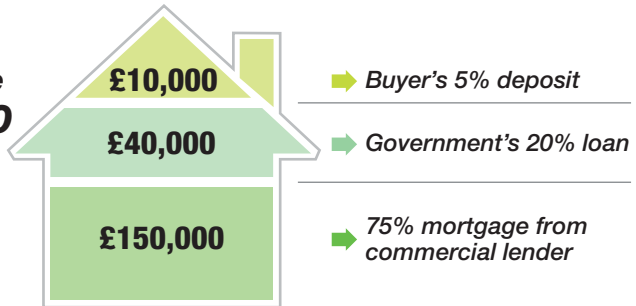 £10,000
Buyer's 5% deposit
£40,000
Government's 20% loan
£150,000
75% mortgage from
commercial lender